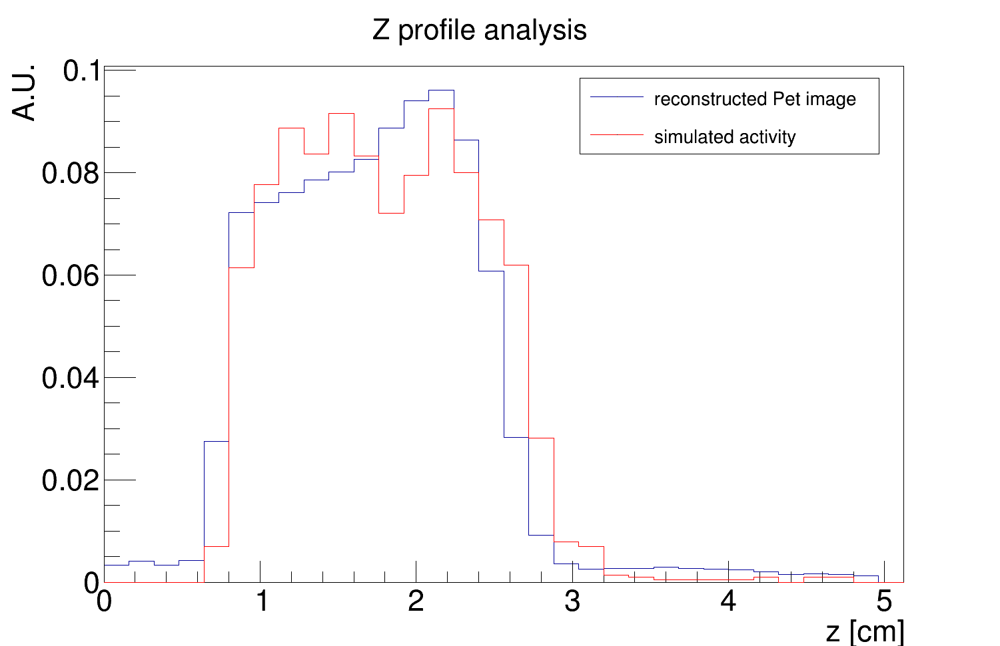 Z profile analysis
A.U.
0.1
0.08
0.06
0.04
0.02
0
reconstructed Pet image
simulated activity
0 1 2 3 4 5
z [cm]